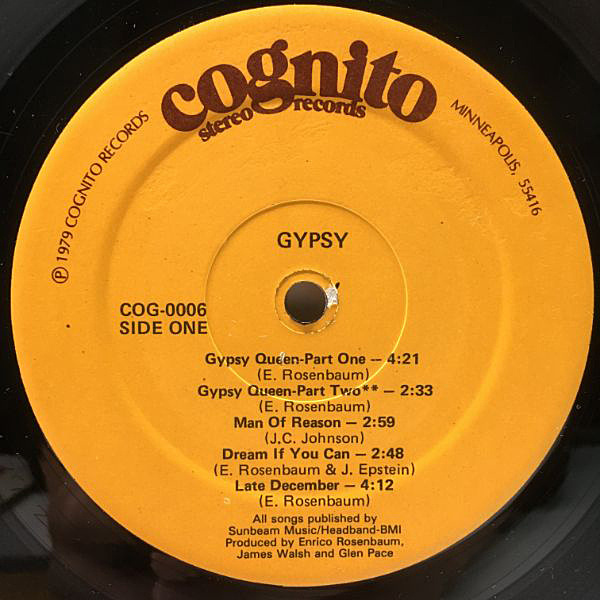 cognito
stereo records
℗ 1979 COGNITO RECORDS
MINNEAPOLIS, 55416
GYPSY
COG-0006
SIDE ONE
Gypsy Queen-Part One — 4:21
(E. Rosenbaum)
Gypsy Queen-Part Two** — 2:33
(E. Rosenbaum)
Man Of Reason — 2:59
(J.C. Johnson)
Dream If You Can — 2:48
(E. Rosenbaum & J. Epstein)
Late December — 4:12
(E. Rosenbaum)
All songs published by
Sunbeam Music/Headband-BMI
Produced by Enrico Rosenbaum,
James Walsh and Glen Pace